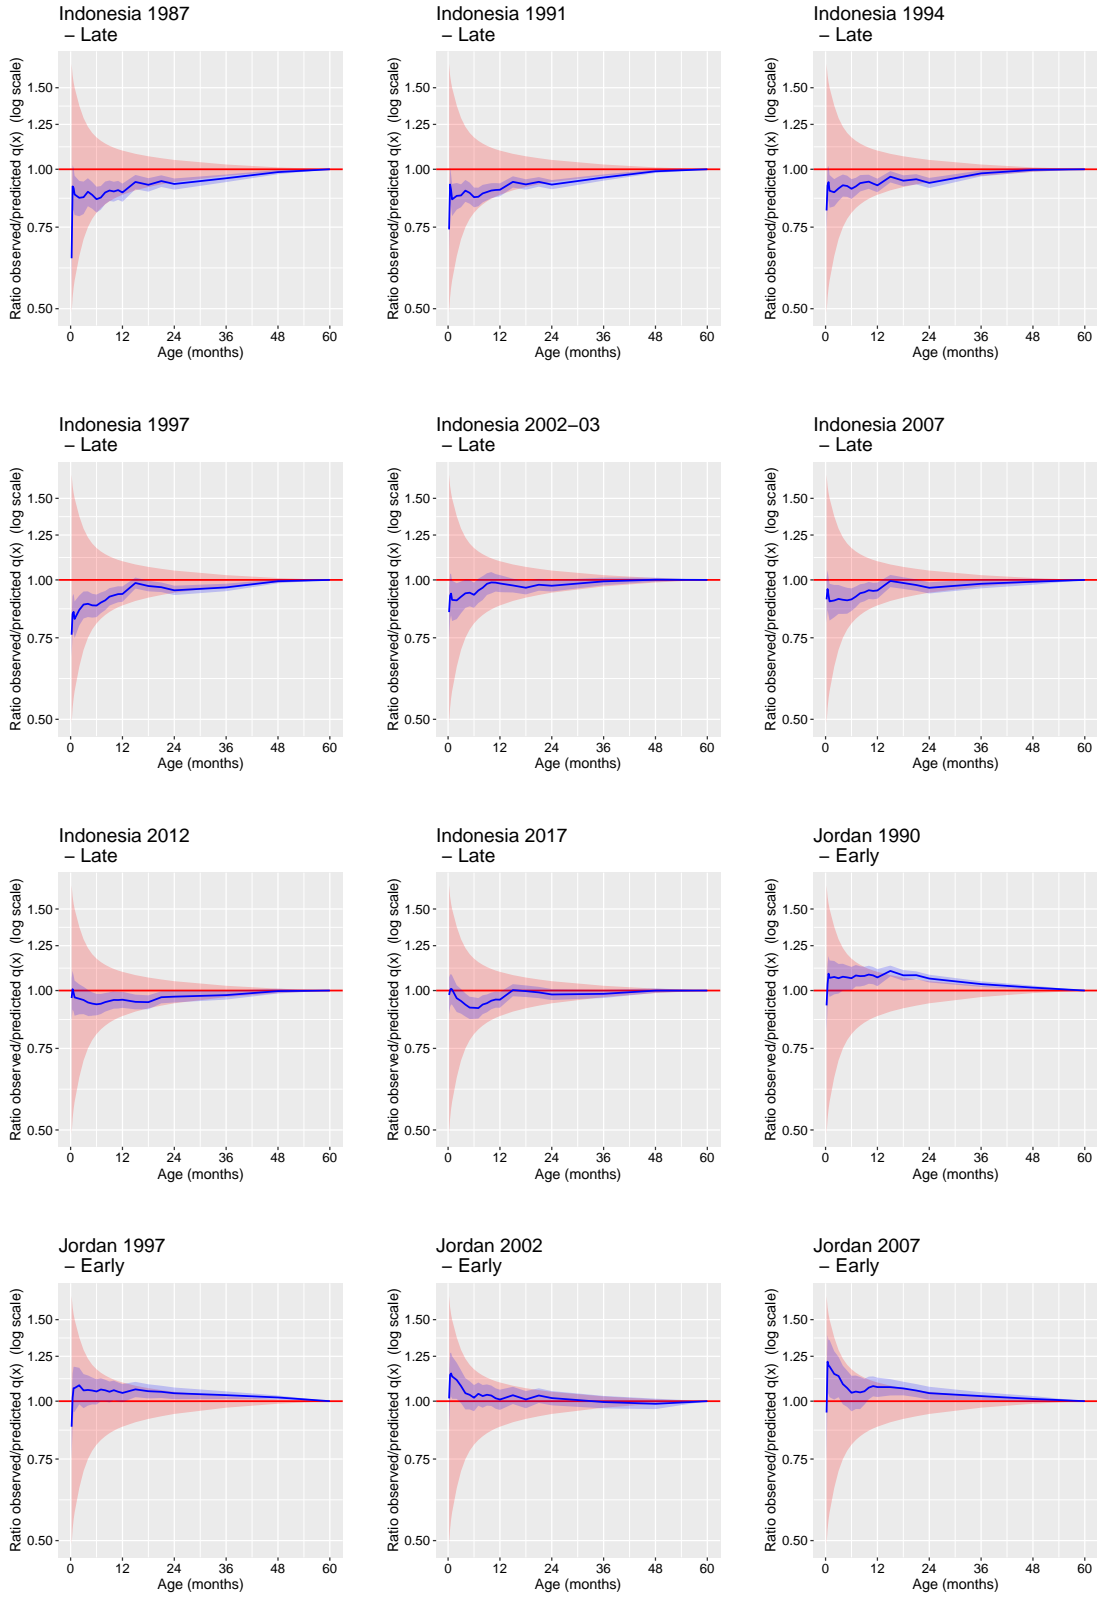 Indonesia 1987
– Late
Ratio observed/predicted q(x) (log scale)
1.50
1.25
1.00
0.75
0.50
0 12 24 36 48 60
Age (months)
Indonesia 1991
– Late
Ratio observed/predicted q(x) (log scale)
1.50
1.25
1.00
0.75
0.50
0 12 24 36 48 60
Age (months)
Indonesia 1994
– Late
Ratio observed/predicted q(x) (log scale)
1.50
1.25
1.00
0.75
0.50
0 12 24 36 48 60
Age (months)
Indonesia 1997
– Late
Ratio observed/predicted q(x) (log scale)
1.50
1.25
1.00
0.75
0.50
0 12 24 36 48 60
Age (months)
Indonesia 2002–03
– Late
Ratio observed/predicted q(x) (log scale)
1.50
1.25
1.00
0.75
0.50
0 12 24 36 48 60
Age (months)
Indonesia 2007
– Late
Ratio observed/predicted q(x) (log scale)
1.50
1.25
1.00
0.75
0.50
0 12 24 36 48 60
Age (months)
Indonesia 2012
– Late
Ratio observed/predicted q(x) (log scale)
1.50
1.25
1.00
0.75
0.50
0 12 24 36 48 60
Age (months)
Indonesia 2017
– Late
Ratio observed/predicted q(x) (log scale)
1.50
1.25
1.00
0.75
0.50
0 12 24 36 48 60
Age (months)
Jordan 1990
– Early
Ratio observed/predicted q(x) (log scale)
1.50
1.25
1.00
0.75
0.50
0 12 24 36 48 60
Age (months)
Jordan 1997
– Early
Ratio observed/predicted q(x) (log scale)
1.50
1.25
1.00
0.75
0.50
0 12 24 36 48 60
Age (months)
Jordan 2002
– Early
Ratio observed/predicted q(x) (log scale)
1.50
1.25
1.00
0.75
0.50
0 12 24 36 48 60
Age (months)
Jordan 2007
– Early
Ratio observed/predicted q(x) (log scale)
1.50
1.25
1.00
0.75
0.50
0 12 24 36 48 60
Age (months)